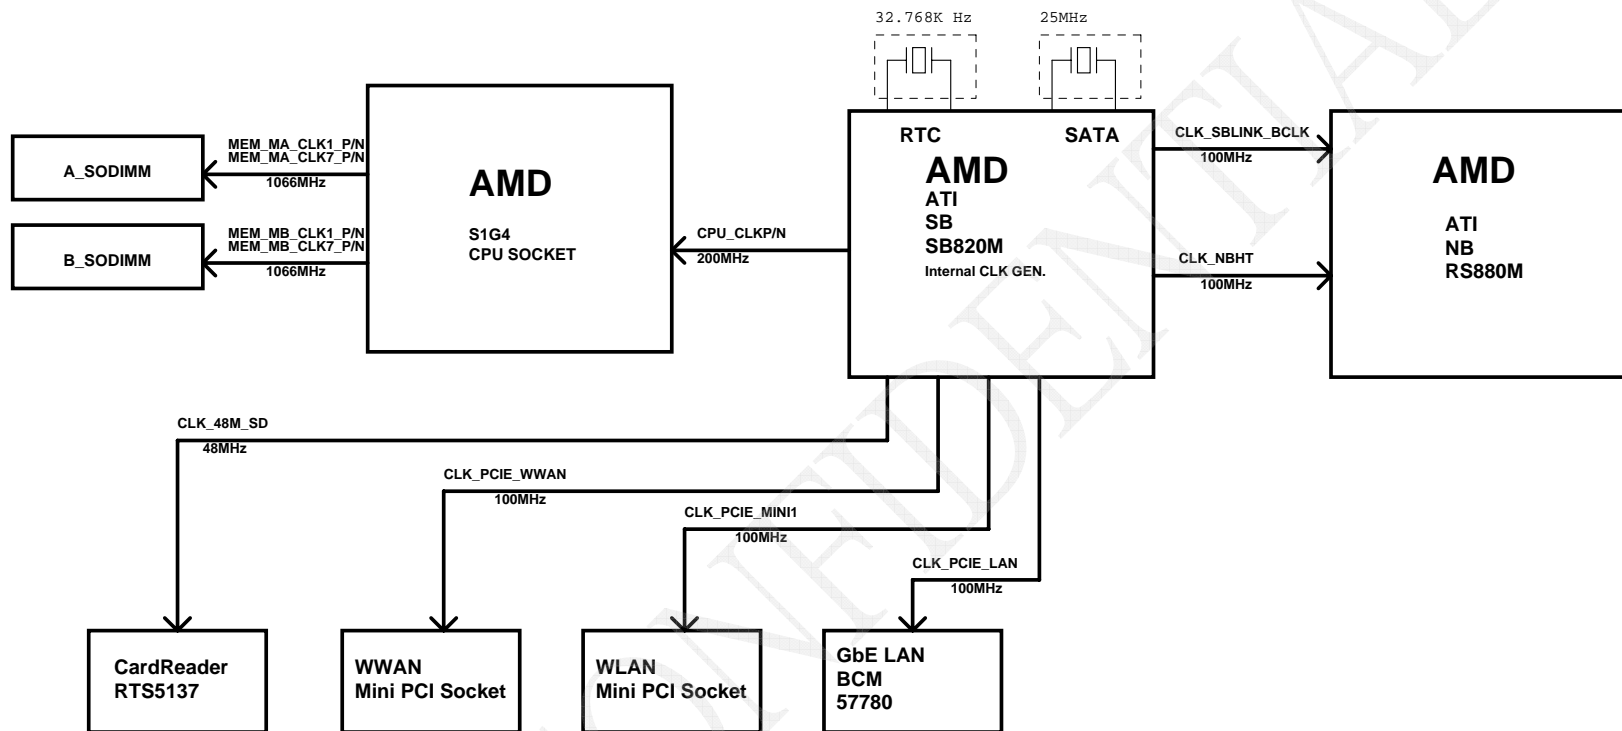 32.768K Hz
25MHz
RTC
SATA
AMD
ATI
SB
SB820M
Internal CLK GEN.
AMD
S1G4
CPU SOCKET
AMD
ATI
NB
RS880M
A_SODIMM
B_SODIMM
MEM_MA_CLK1_P/N
MEM_MA_CLK7_P/N
1066MHz
MEM_MB_CLK1_P/N
MEM_MB_CLK7_P/N
1066MHz
CPU_CLKP/N
200MHz
CLK_SBLINK_BCLK
100MHz
CLK_NBHT
100MHz
CLK_48M_SD
48MHz
CLK_PCIE_WWAN
100MHz
CLK_PCIE_MINI1
100MHz
CLK_PCIE_LAN
100MHz
CardReader
RTS5137
WWAN
Mini PCI Socket
WLAN
Mini PCI Socket
GbE LAN
BCM
57780
CONFIDENTIAL